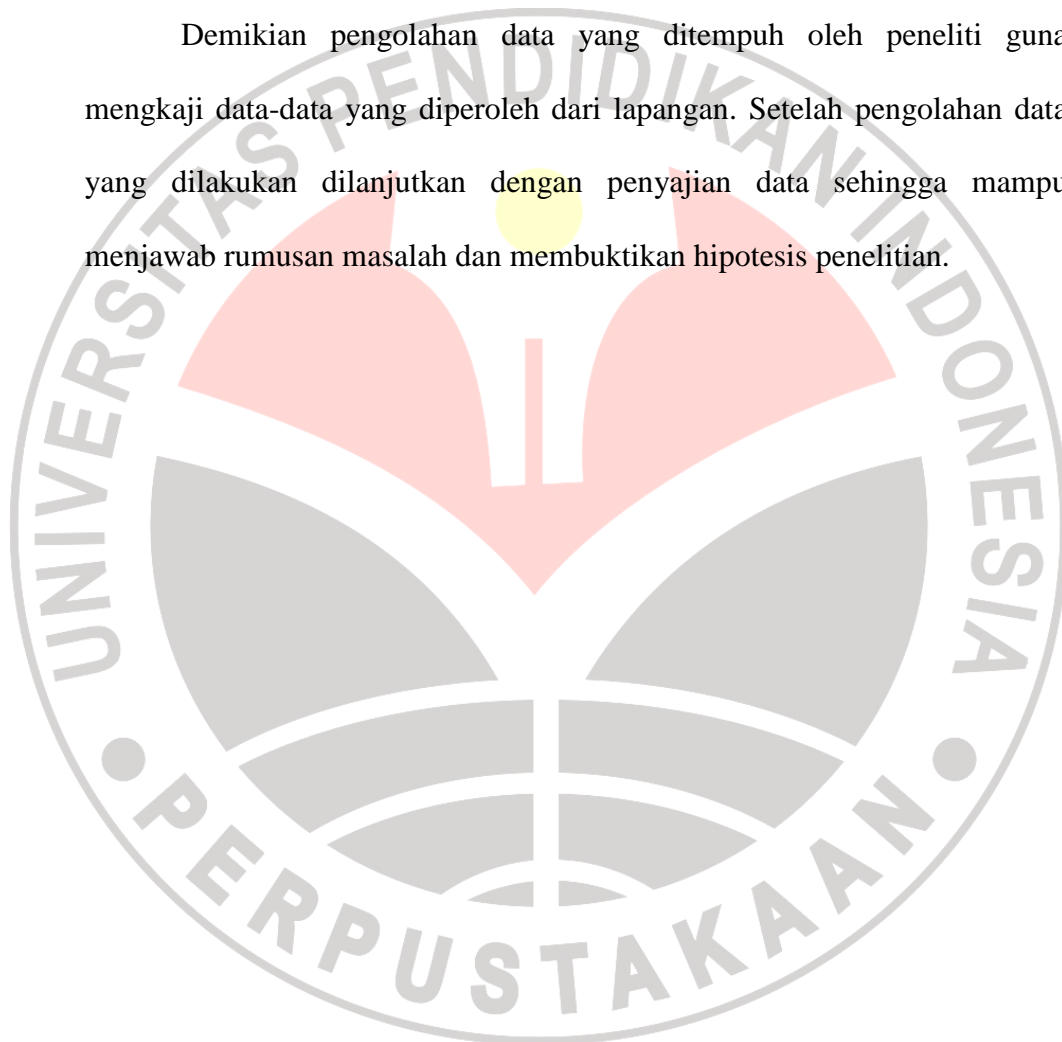 Demikian pengolahan data yang ditempuh oleh peneliti guna
mengkaji data-data yang diperoleh dari lapangan. Setelah pengolahan data
yang dilakukan dilanjutkan dengan penyajian data sehingga mampu
menjawab rumusan masalah dan membuktikan hipotesis penelitian.
UNIVERSITAS PENDIDIKAN INDONESIA
PERPUSTAKAAN